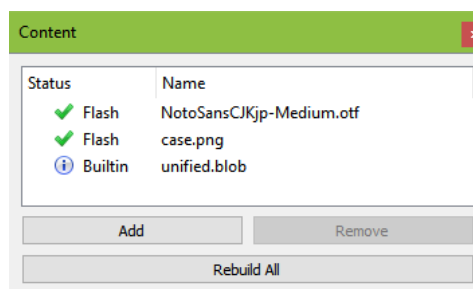 Content
Status Name
Flash NotoSansCJKjp-Medium.otf
Flash case.png
Builtin unified.blob
Add Remove
Rebuild All